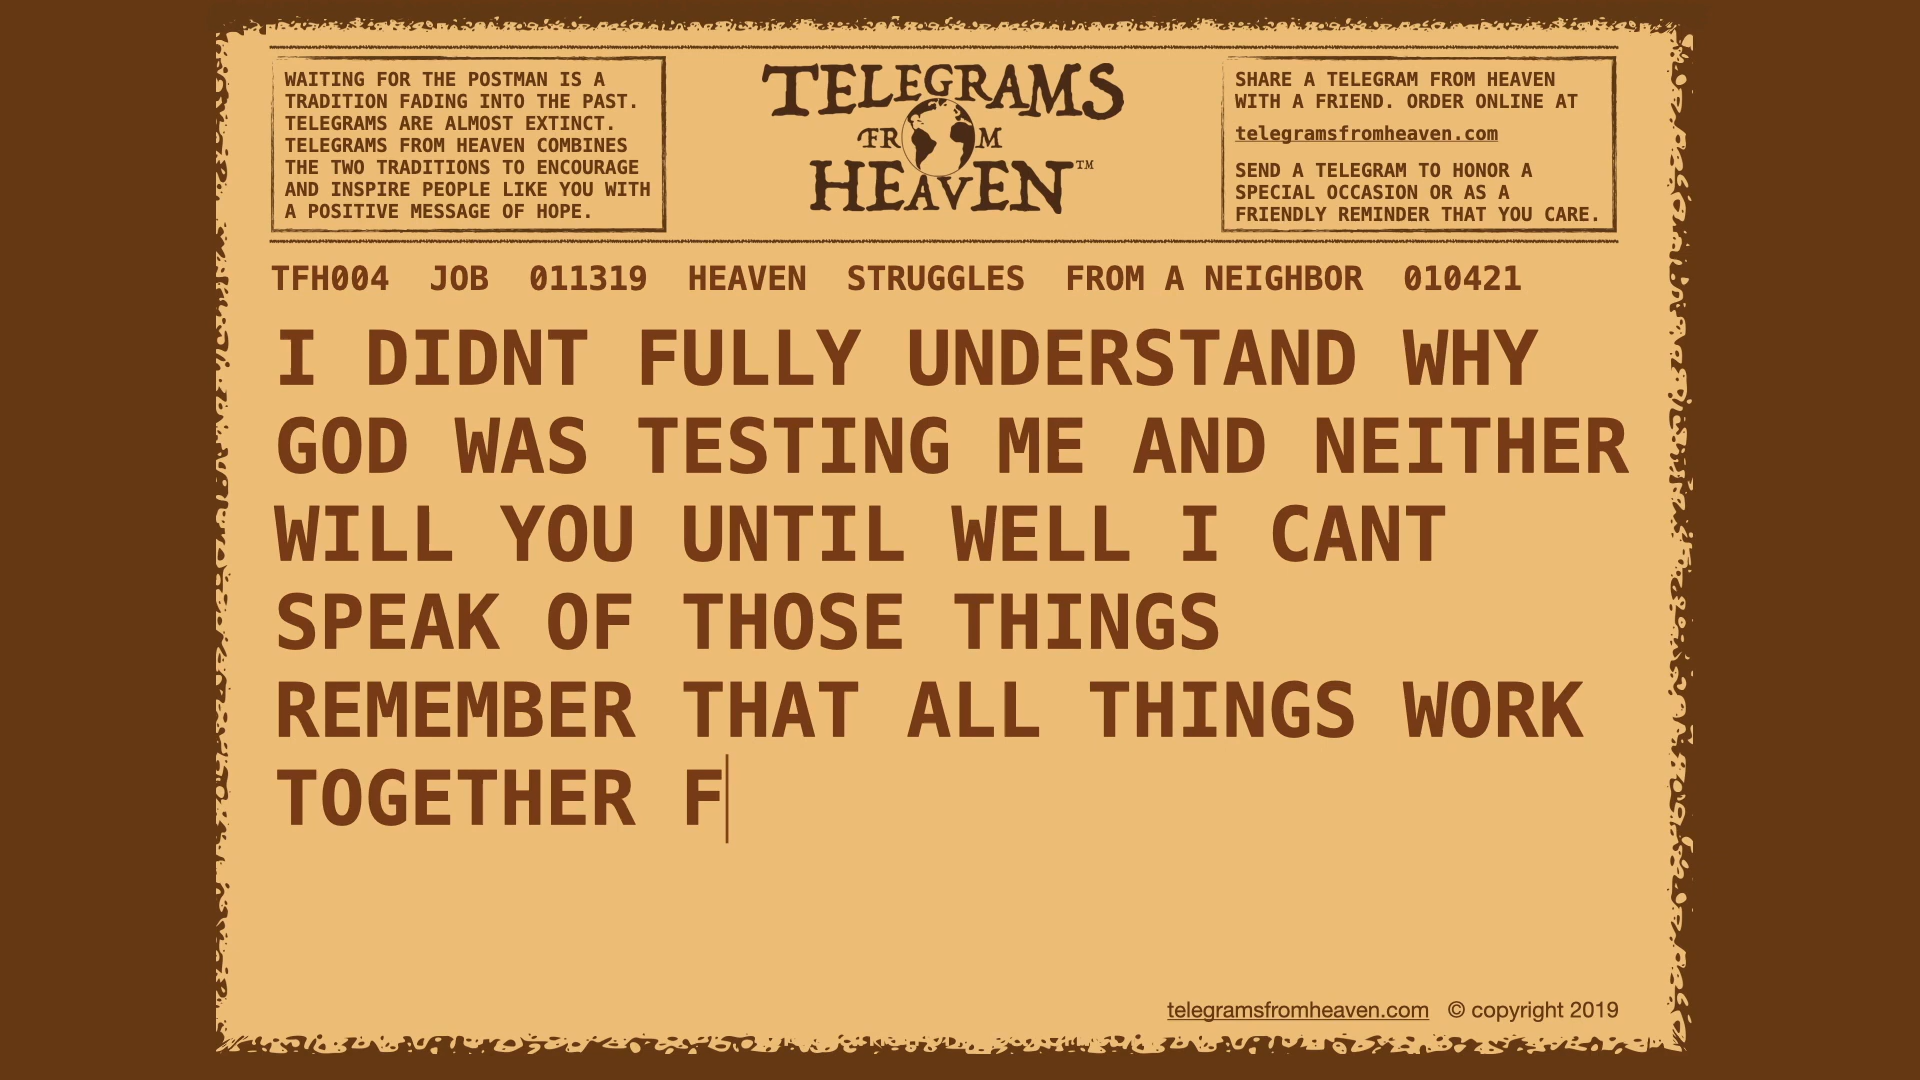 WAITING FOR THE POSTMAN IS A
TRADITION FADING INTO THE PAST.
TELEGRAMS ARE ALMOST EXTINCT.
TELEGRAMS FROM HEAVEN COMBINES
THE TWO TRADITIONS TO ENCOURAGE
AND INSPIRE PEOPLE LIKE YOU WITH
A POSITIVE MESSAGE OF HOPE.
TELEGRAMS
FROM
HEAVEN™
SHARE A TELEGRAM FROM HEAVEN
WITH A FRIEND. ORDER ONLINE AT
telegramsfromheaven.com
SEND A TELEGRAM TO HONOR A
SPECIAL OCCASION OR AS A
FRIENDLY REMINDER THAT YOU CARE.
TFH004 JOB 011319 HEAVEN STRUGGLES FROM A NEIGHBOR 010421
I DIDNT FULLY UNDERSTAND WHY
GOD WAS TESTING ME AND NEITHER
WILL YOU UNTIL WELL I CANT
SPEAK OF THOSE THINGS
REMEMBER THAT ALL THINGS WORK
TOGETHER F
telegramsfromheaven.com © copyright 2019